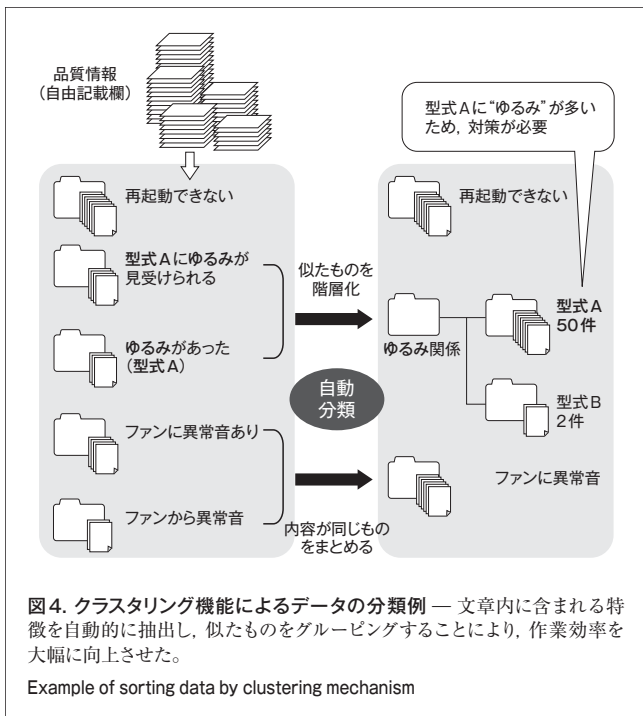 品質情報
(自由記載欄)
型式Aに“ゆるみ”が多い
ため, 対策が必要
再起動できない
型式Aにゆるみが
見受けられる
ゆるみがあった
(型式A)
ファンに異常音あり
ファンから異常音
似たものを
階層化
自動
分類
内容が同じもの
をまとめる
再起動できない
ゆるみ関係
型式A
50件
型式B
2件
ファンに異常音
図4. クラスタリング機能によるデータの分類例 — 文章内に含まれる特
徴を自動的に抽出し, 似たものをグルーピングすることにより, 作業効率を
大幅に向上させた。
Example of sorting data by clustering mechanism